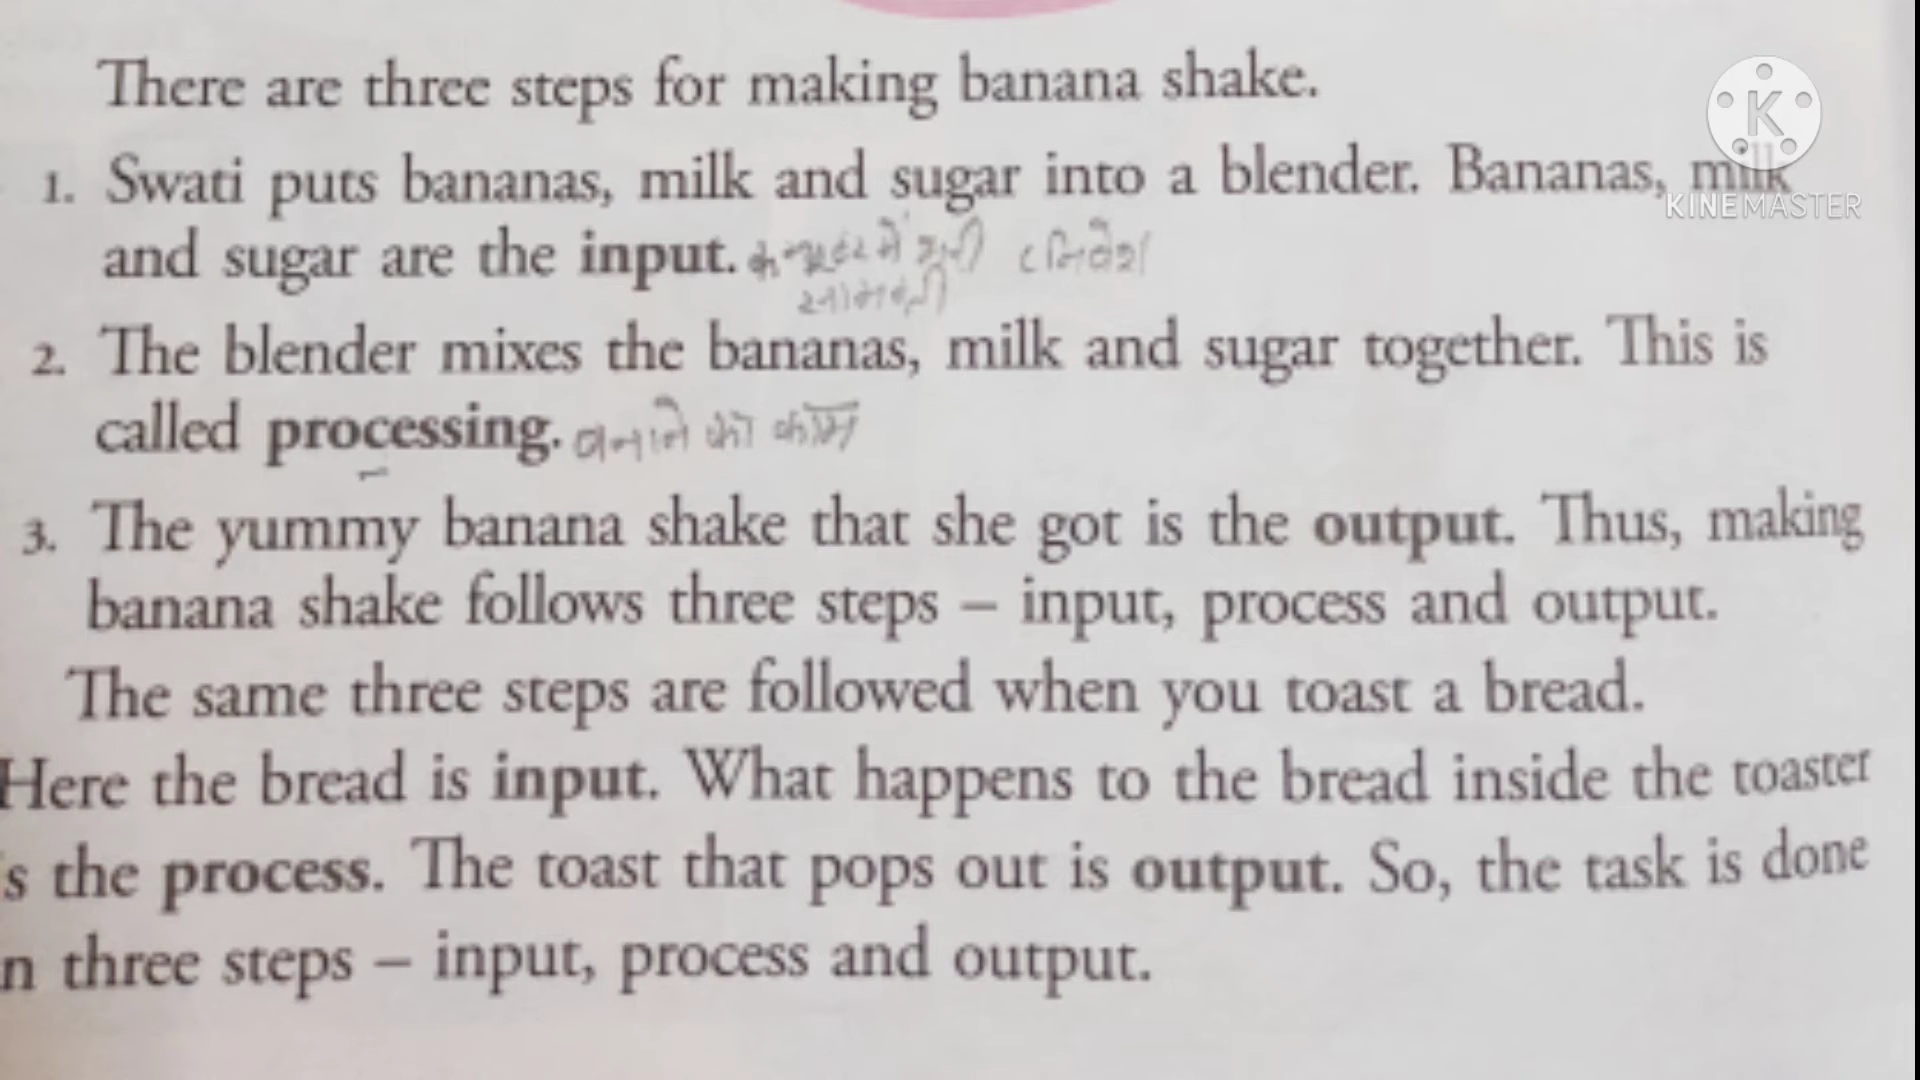 There are three steps for making banana shake.
1. Swati puts bananas, milk and sugar into a blender. Bananas, milk
and sugar are the input.
2. The blender mixes the bananas, milk and sugar together. This is
called processing. बनाने की काम
3. The yummy banana shake that she got is the output. Thus, making
banana shake follows three steps – input, process and output.
The same three steps are followed when you toast a bread.
Here the bread is input. What happens to the bread inside the toaster
s the process. The toast that pops out is output. So, the task is done
n three steps – input, process and output.
K
KINEMASTER